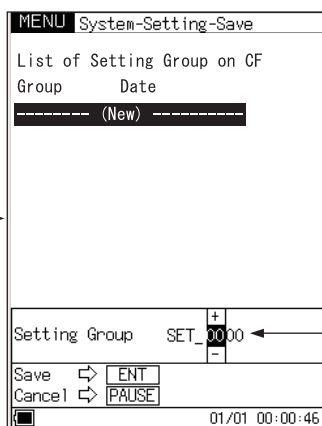 MENU System-Setting-Save
List of Setting Group on CF
Group Date
-------- (New) ----------
+
Setting Group SET_0000
-
Save ⇨ ENT
Cancel ⇨ PAUSE
01/01 00:00:46